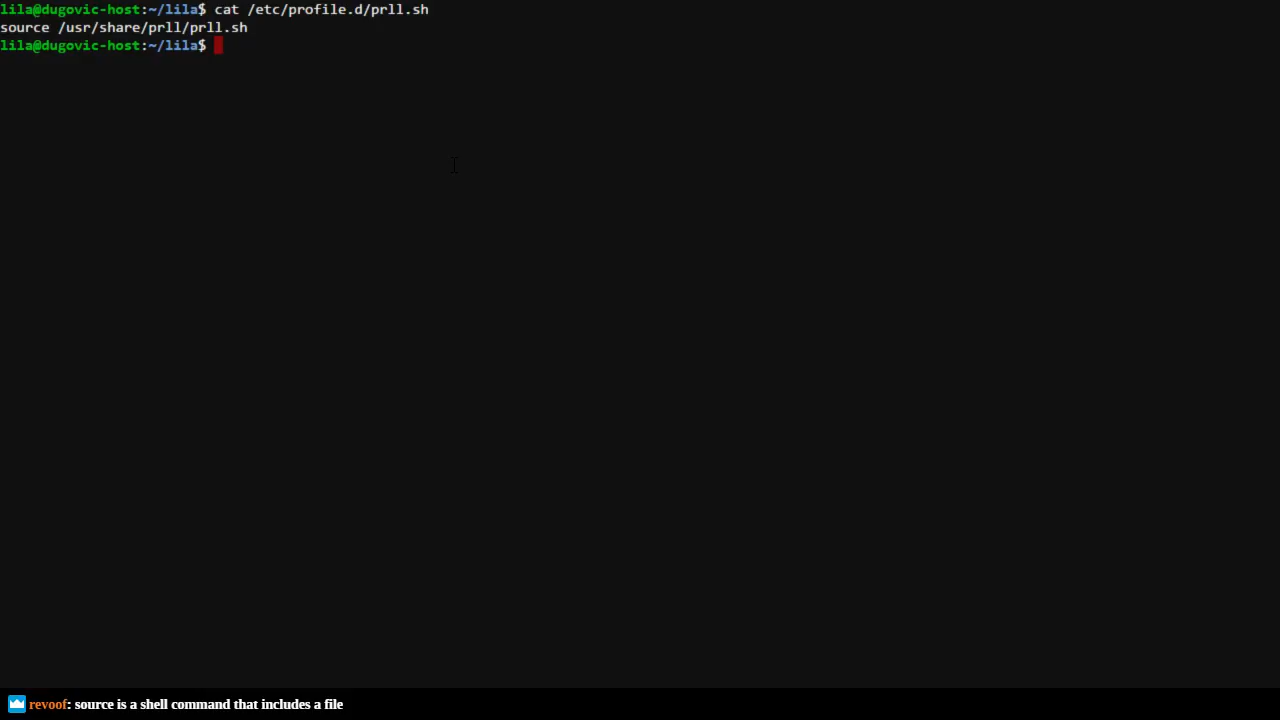 lila@dugovic-host:~/lila$ cat /etc/profile.d/prll.sh
source /usr/share/prll/prll.sh
lila@dugovic-host:~/lila$
revoof: source is a shell command that includes a file